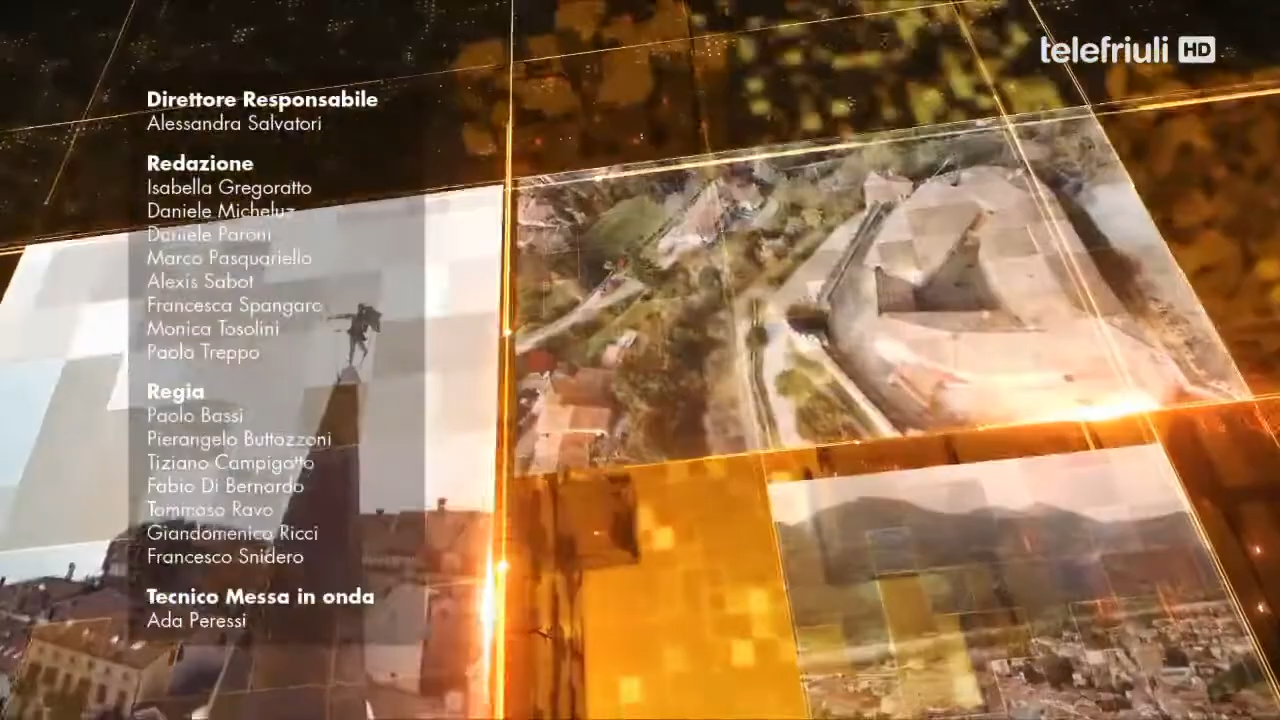 telefriuli HD
Direttore Responsabile
Alessandra Salvatori
Redazione
Isabella Gregoratto
Daniele Micheluz
Daniele Paroni
Marco Pasquariello
Alexis Sabot
Francesca Spangaro
Monica Tosolini
Paola Treppo
Regia
Paolo Bassi
Pierangelo Buttazzoni
Tiziano Campigotto
Fabio Di Bernardo
Tommaso Ravo
Giandomenico Ricci
Francesco Snidero
Tecnico Messa in onda
Ada Peressi